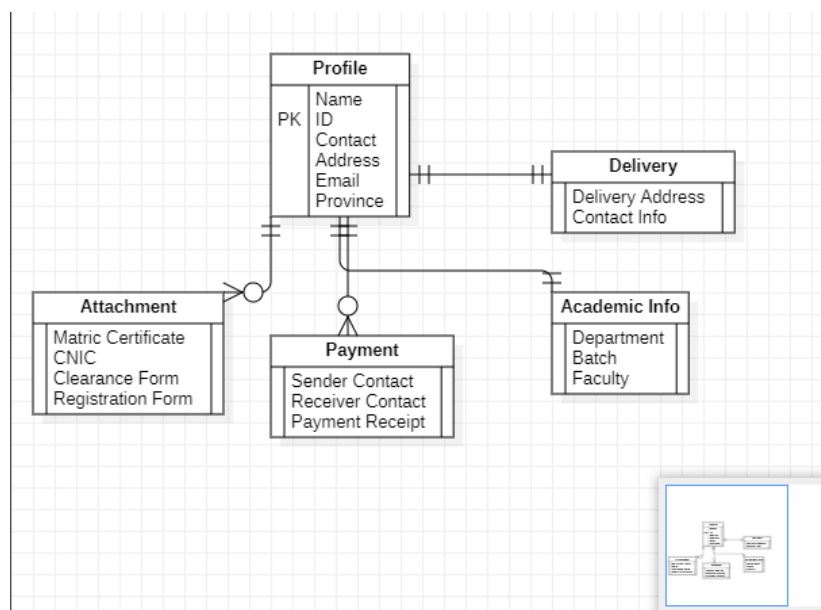 Profile
Name
PK ID
Contact
Address
Email
Province
Delivery
Delivery Address
Contact Info
Attachment
Matric Certificate
CNIC
Clearance Form
Registration Form
Payment
Sender Contact
Receiver Contact
Payment Receipt
Academic Info
Department
Batch
Faculty